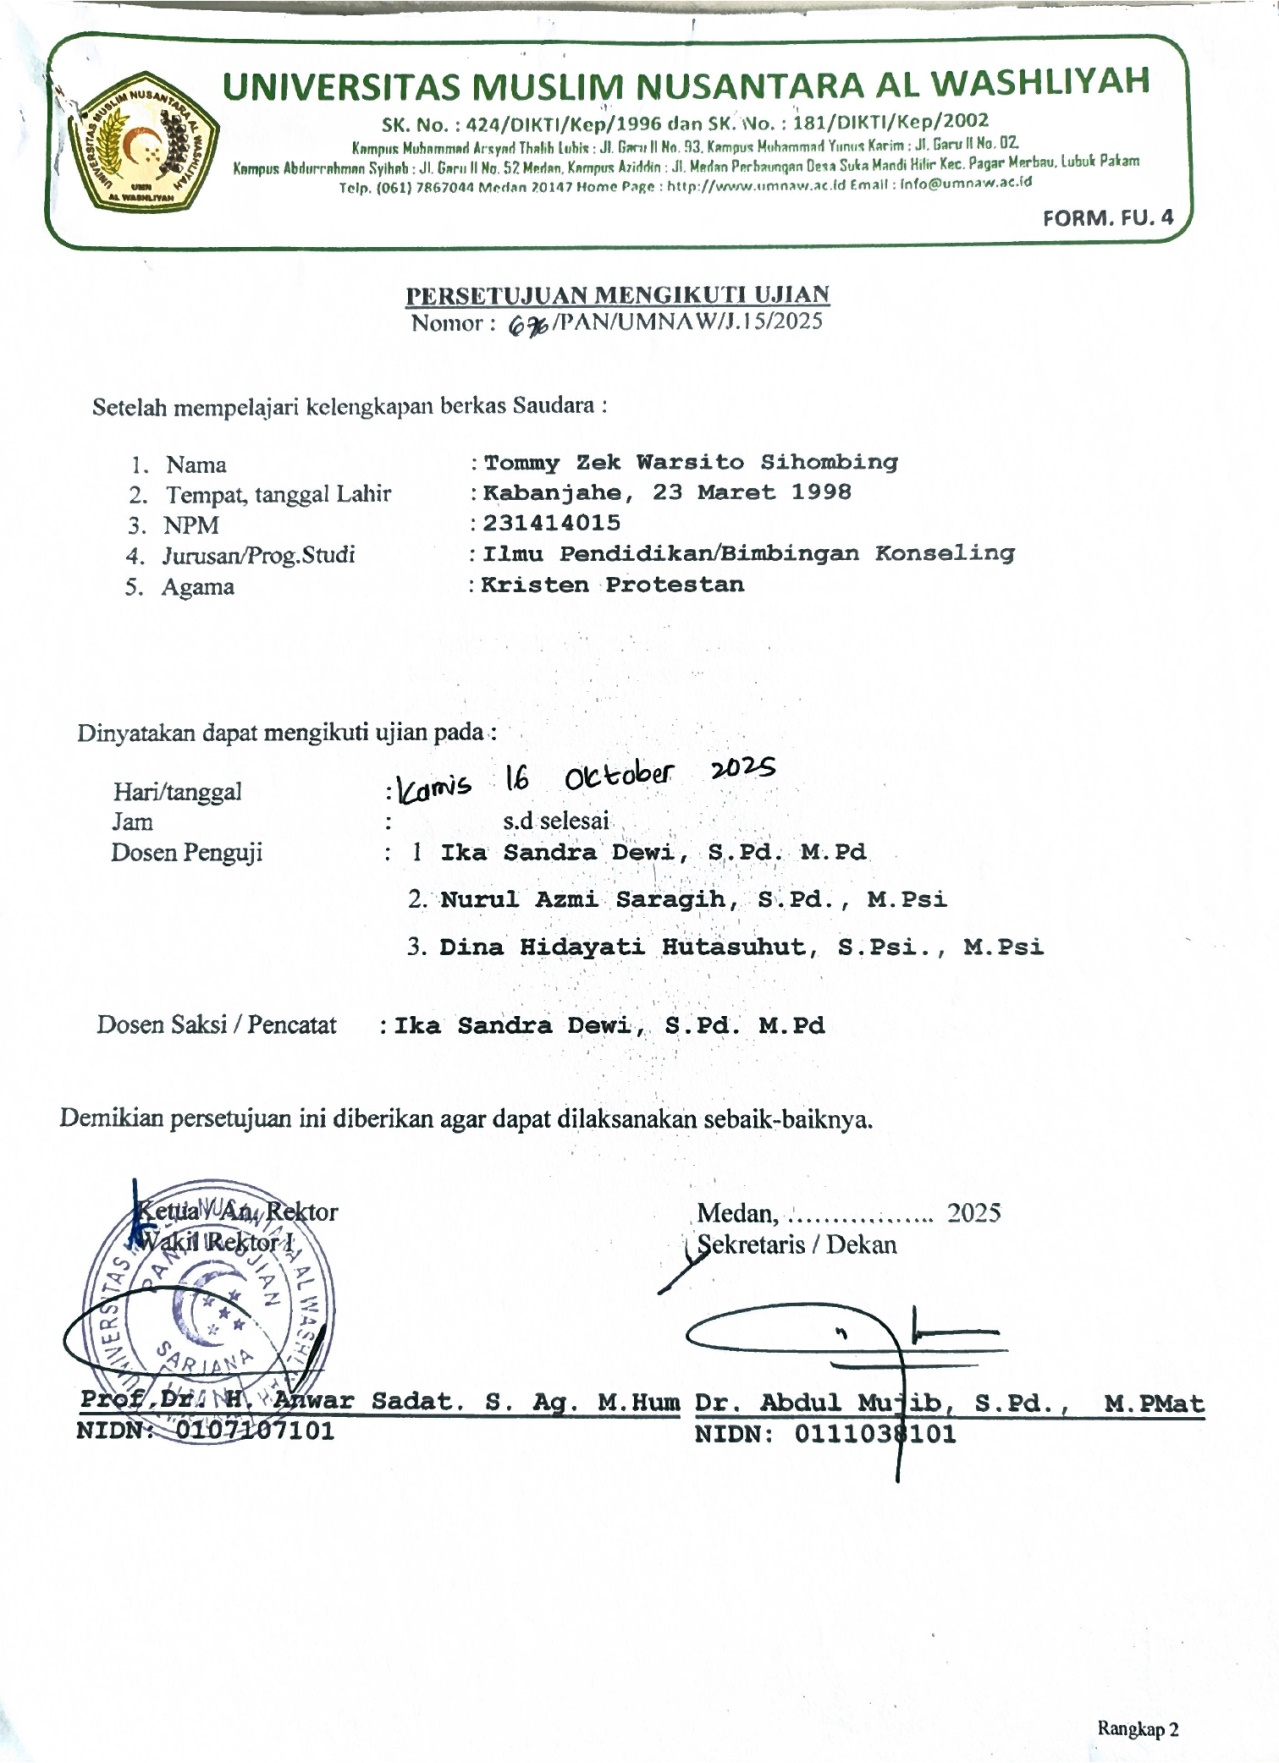 UNIVERSITAS MUSLIM NUSANTARA AL WASHLIYAH
UMN
AL WASHLIYAH
UNIVERSITAS MUSLIM NUSANTARA AL WASHLIYAH
SK. No. : 424/DIKTI/Kep/1996 dan SK. No. : 181/DIKTI/Kep/2002
Kampus Muhammad Arsyad Thalib Lubis : Jl. Garu II No. 93, Kampus Muhammad Yunus Karim : Jl. Garu II No. 02,
Kampus Abdurrahman Syihab : Jl. Garu II No. 52 Medan, Kampus Aziddin : Jl. Medan Perbaungan Desa Suka Mandi Hilir Kec. Pagar Merbau, Lubuk Pakam
Telp. (061) 7867044 Medan 20147 Home Page : http://www.umnaw.ac.id Email : info@umnaw.ac.id
FORM. FU. 4
PERSETUJUAN MENGIKUTI UJIAN
Nomor : /PAN/UMNAW/J.15/2025
Setelah mempelajari kelengkapan berkas Saudara :
1. Nama : Tommy Zek Warsito Sihombing
2. Tempat, tanggal Lahir : Kabanjahe, 23 Maret 1998
3. NPM : 231414015
4. Jurusan/Prog.Studi : Ilmu Pendidikan/Bimbingan Konseling
5. Agama : Kristen Protestan
Dinyatakan dapat mengikuti ujian pada :
Hari/tanggal : Kamis 16 Oktober 2025
Jam : s.d selesai
Dosen Penguji : 1 Ika Sandra Dewi, S.Pd. M.Pd
2. Nurul Azmi Saragih, S.Pd., M.Psi
3. Dina Hidayati Hutasuhut, S.Psi., M.Psi
Dosen Saksi / Pencatat : Ika Sandra Dewi, S.Pd. M.Pd
Demikian persetujuan ini diberikan agar dapat dilaksanakan sebaik-baiknya.
Ketua / An. Rektor
Wakil Rektor I
Medan, ................. 2025
Sekretaris / Dekan
PANITIA UJIAN
SARJANA
Prof.Dr. H. Anwar Sadat. S. Ag. M.Hum
NIDN: 0107107101
Dr. Abdul Mujib, S.Pd., M.PMat
NIDN: 0111038101
Rangkap 2